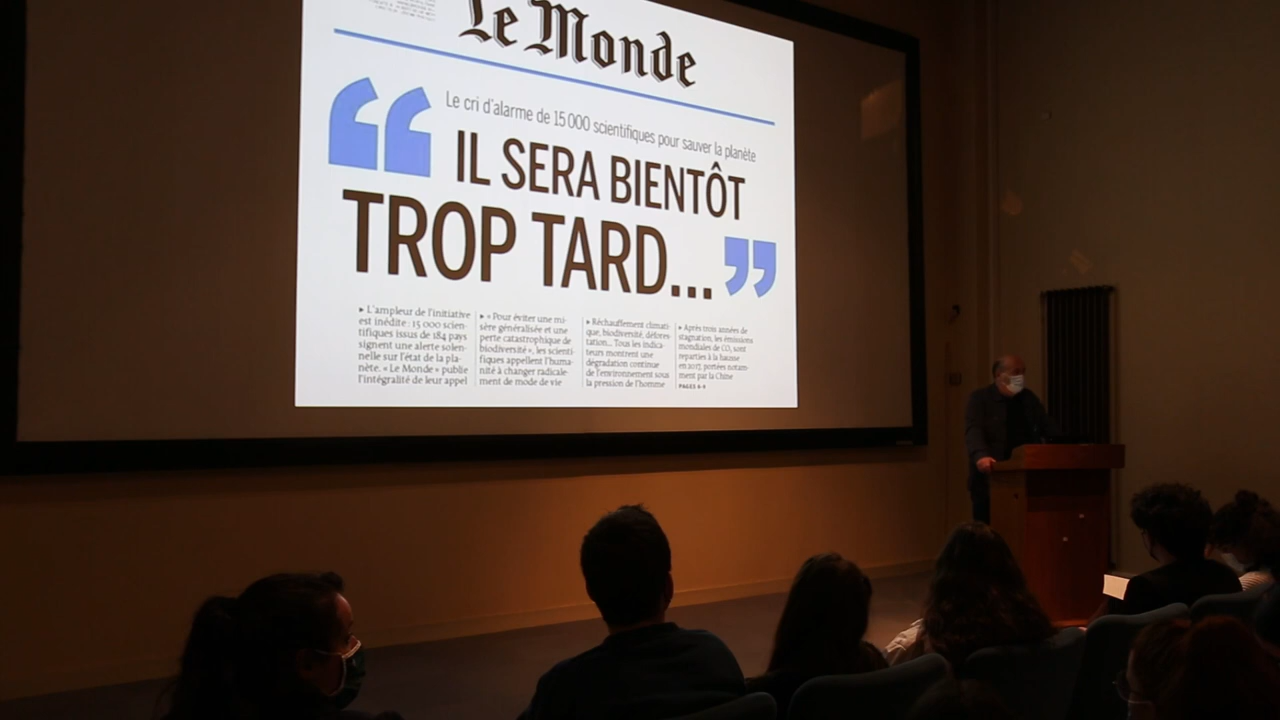 Le Monde
Le cri d'alarme de 15 000 scientifiques pour sauver la planète
“ IL SERA BIENTÔT
TROP TARD... ”
▸ L'ampleur de l'initiative
est inédite : 15 000 scien-
tifiques issus de 184 pays
signent une alerte solen-
nelle sur l'état de la pla-
nète. « Le Monde » publie
l'intégralité de leur appel
▸ « Pour éviter une mi-
sère généralisée et une
perte catastrophique de
biodiversité », les scienti-
fiques appellent l'huma-
nité à changer radicale
ment de mode de vie
▸ Réchauffement climati-
que, biodiversité, défores-
tation... Tous les indica-
teurs montrent une
dégradation continue
de l'environnement sous
la pression de l'homme
▸ Après trois années de
stagnation, les émissions
mondiales de CO₂ sont
reparties à la hausse
en 2017, portées notam-
ment par la Chine
PAGES